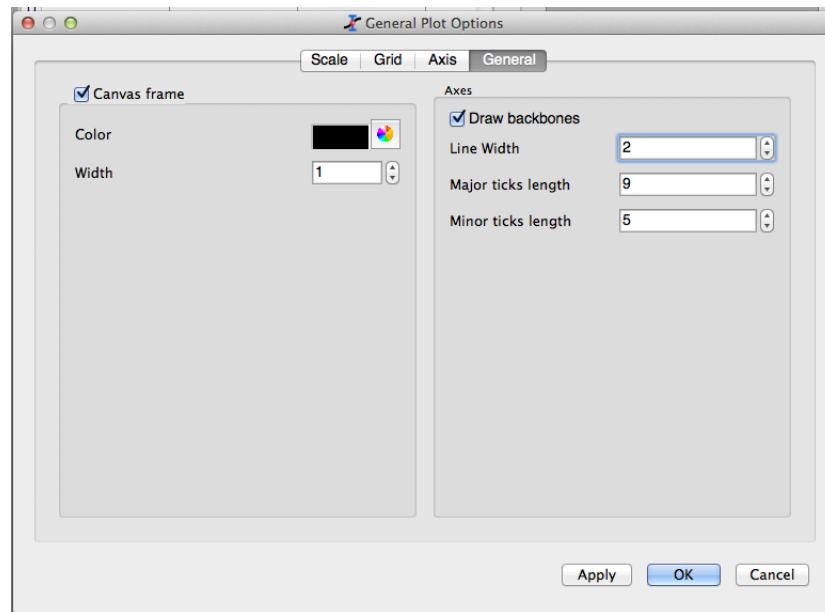 General Plot Options
Scale Grid Axis General
Canvas frame
Color
Width 1
Axes
Draw backbones
Line Width 2
Major ticks length 9
Minor ticks length 5
Apply OK Cancel